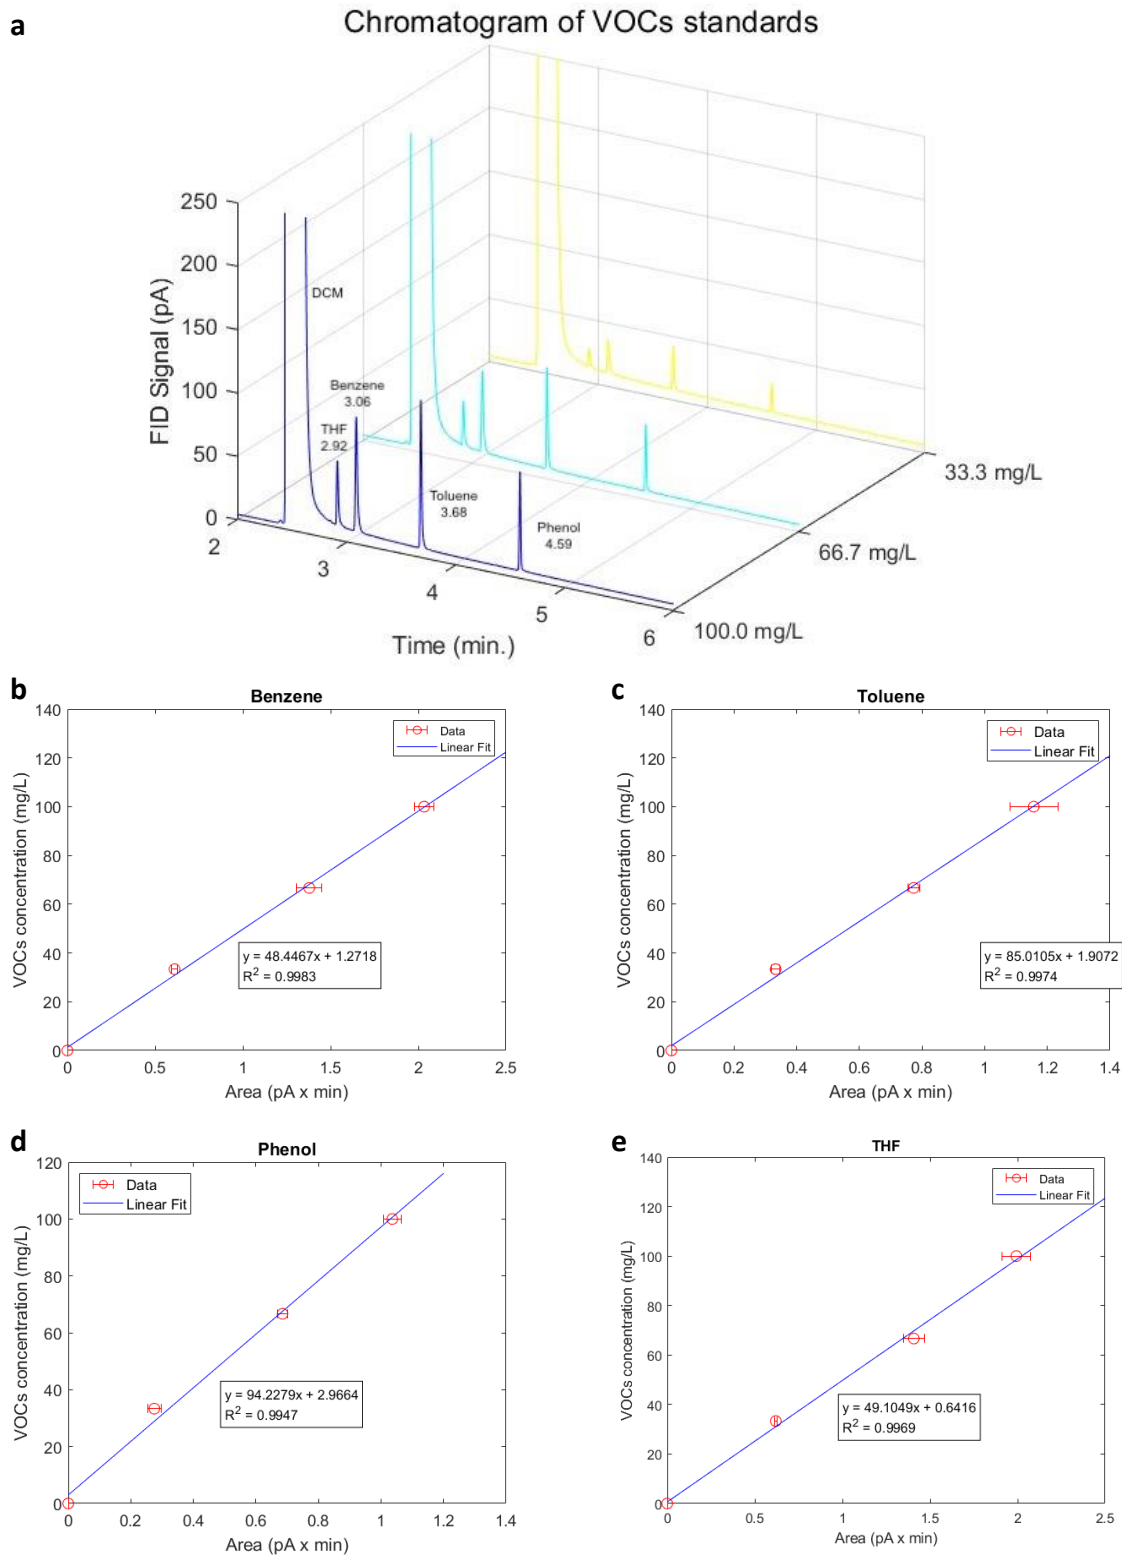 a
Chromatogram of VOCs standards
250
200
150
100
50
0
FID Signal (pA)
DCM
Benzene
3.06
THF
2.92
Toluene
3.68
Phenol
4.59
2
3
4
5
6
Time (min.)
33.3 mg/L
66.7 mg/L
100.0 mg/L
b
Benzene
140
120
100
80
60
40
20
0
VOCs concentration (mg/L)
Data
Linear Fit
y = 48.4467x + 1.2718
R² = 0.9983
0 0.5 1 1.5 2 2.5
Area (pA x min)
c
Toluene
140
120
100
80
60
40
20
0
VOCs concentration (mg/L)
Data
Linear Fit
y = 85.0105x + 1.9072
R² = 0.9974
0 0.2 0.4 0.6 0.8 1 1.2 1.4
Area (pA x min)
d
Phenol
120
100
80
60
40
20
0
VOCs concentration (mg/L)
Data
Linear Fit
y = 94.2279x + 2.9664
R² = 0.9947
0 0.2 0.4 0.6 0.8 1 1.2 1.4
Area (pA x min)
e
THF
140
120
100
80
60
40
20
0
VOCs concentration (mg/L)
Data
Linear Fit
y = 49.1049x + 0.6416
R² = 0.9969
0 0.5 1 1.5 2 2.5
Area (pA x min)